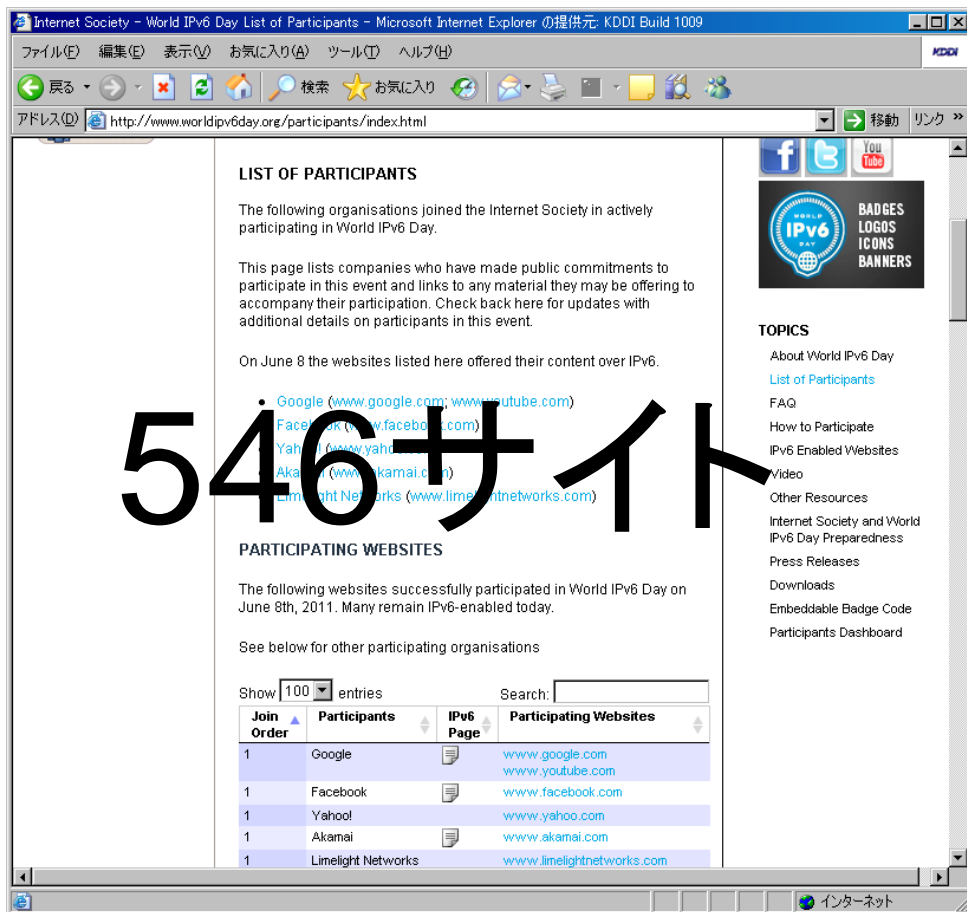 Internet Society - World IPv6 Day List of Participants - Microsoft Internet Explorer の提供元: KDDI Build 1009
ファイル(F) 編集(E) 表示(V) お気に入り(A) ツール(T) ヘルプ(H)
KDDI
戻る 検索 お気に入り
アドレス(D) http://www.worldipv6day.org/participants/index.html 移動 リンク »
You
Tube
LIST OF PARTICIPANTS
The following organisations joined the Internet Society in actively
participating in World IPv6 Day.
This page lists companies who have made public commitments to
participate in this event and links to any material they may be offering to
accompany their participation. Check back here for updates with
additional details on participants in this event.
On June 8 the websites listed here offered their content over IPv6.
Google (www.google.com; www.youtube.com)
Facebook (www.facebook.com)
Yahoo! (www.yahoo.com)
Akamai (www.akamai.com)
Limelight Networks (www.limelightnetworks.com)
546サイト
PARTICIPATING WEBSITES
The following websites successfully participated in World IPv6 Day on
June 8th, 2011. Many remain IPv6-enabled today.
See below for other participating organisations
Show 100 entries Search:
Join Order Participants IPv6 Page Participating Websites
1 Google www.google.com
www.youtube.com
1 Facebook www.facebook.com
1 Yahoo! www.yahoo.com
1 Akamai www.akamai.com
1 Limelight Networks www.limelightnetworks.com
WORLD
IPv6
DAY
BADGES
LOGOS
ICONS
BANNERS
TOPICS
About World IPv6 Day
List of Participants
FAQ
How to Participate
IPv6 Enabled Websites
Video
Other Resources
Internet Society and World
IPv6 Day Preparedness
Press Releases
Downloads
Embeddable Badge Code
Participants Dashboard
インターネット